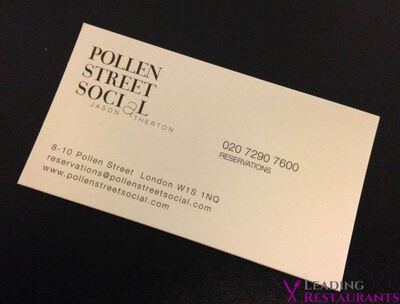 POLLEN
STREET
SOCIAL
JASON ATHERTON
020 7290 7600
RESERVATIONS
8-10 Pollen Street London W1S 1NQ
reservations@pollenstreetsocial.com
www.pollenstreetsocial.com
LEADING
RESTAURANTS